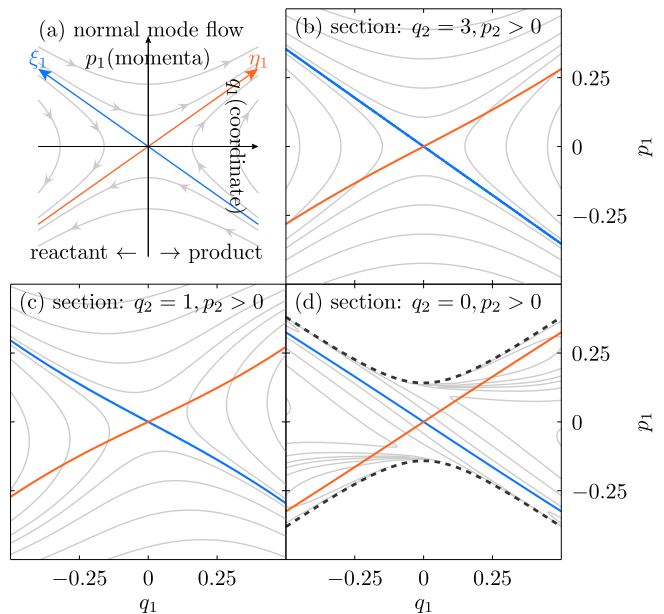 (a) normal mode flow
p₁(momenta)
ξ₁
η₁
q₁(coordinate)
reactant ← → product
(b) section: q₂ = 3, p₂ > 0
0.25
0
−0.25
p₁
(c) section: q₂ = 1, p₂ > 0
−0.25
0
0.25
q₁
(d) section: q₂ = 0, p₂ > 0
0.25
0
−0.25
p₁
−0.25
0
0.25
q₁